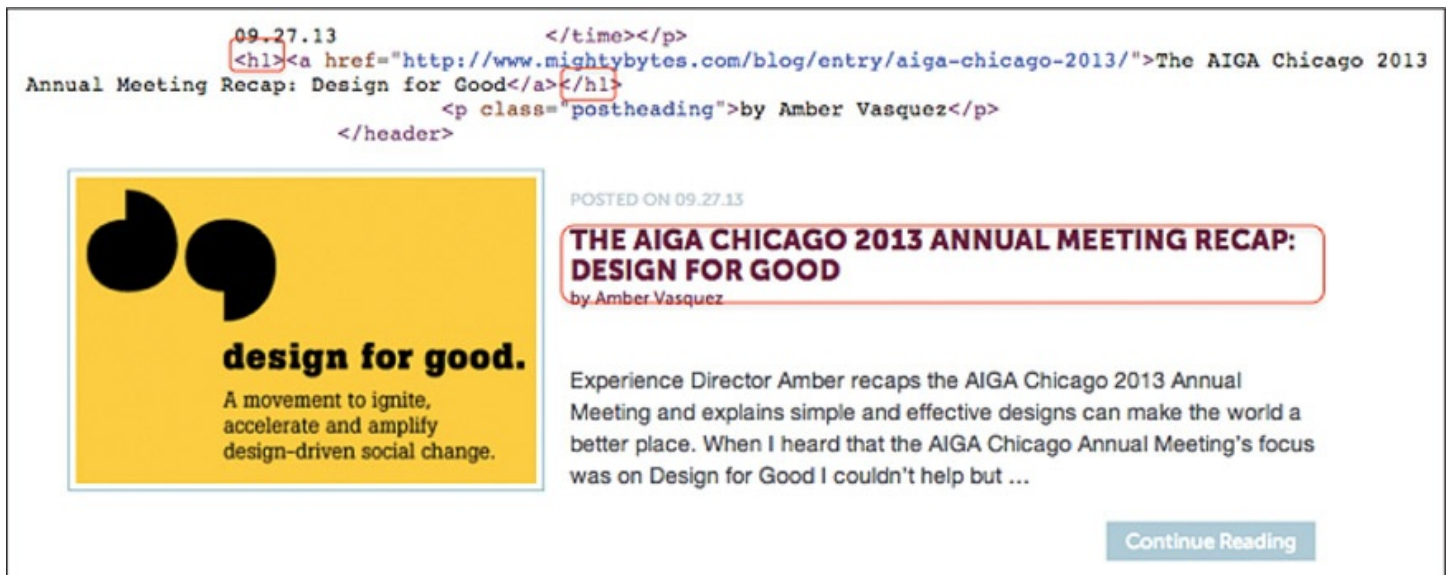 09.27.13 </time></p>
<h1><a href="http://www.mightybytes.com/blog/entry/aiga-chicago-2013/">The AIGA Chicago 2013
Annual Meeting Recap: Design for Good</a></h1>
<p class="postheading">by Amber Vasquez</p>
</header>
design for good.
A movement to ignite,
accelerate and amplify
design-driven social change.
POSTED ON 09.27.13
THE AIGA CHICAGO 2013 ANNUAL MEETING RECAP:
DESIGN FOR GOOD
by Amber Vasquez
Experience Director Amber recaps the AIGA Chicago 2013 Annual
Meeting and explains simple and effective designs can make the world a
better place. When I heard that the AIGA Chicago Annual Meeting's focus
was on Design for Good I couldn't help but ...
Continue Reading